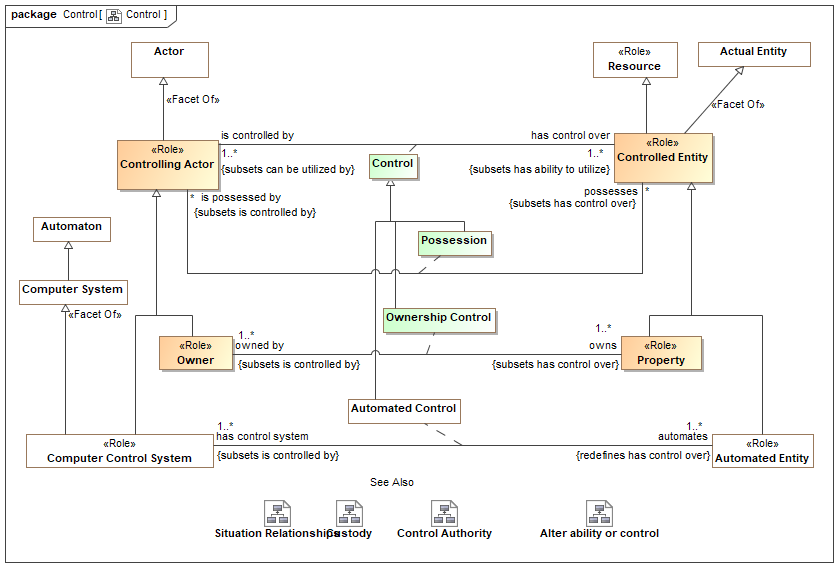 package Control[ Control ]
Actor
«Role»
Resource
Actual Entity
«Facet Of»
«Facet Of»
is controlled by
has control over
«Role»
Controlling Actor
1..*
{subsets can be utilized by}
Control
1..*
{subsets has ability to utilize}
«Role»
Controlled Entity
* is possessed by
{subsets is controlled by}
possesses *
{subsets has control over}
Automaton
Possession
Computer System
«Facet Of»
Ownership Control
1..*
owned by
{subsets is controlled by}
1..*
owns
{subsets has control over}
«Role»
Owner
«Role»
Property
Automated Control
1..*
has control system
{subsets is controlled by}
1..*
automates
{redefines has control over}
«Role»
Computer Control System
«Role»
Automated Entity
See Also
Situation Relationships
Custody
Control Authority
Alter ability or control